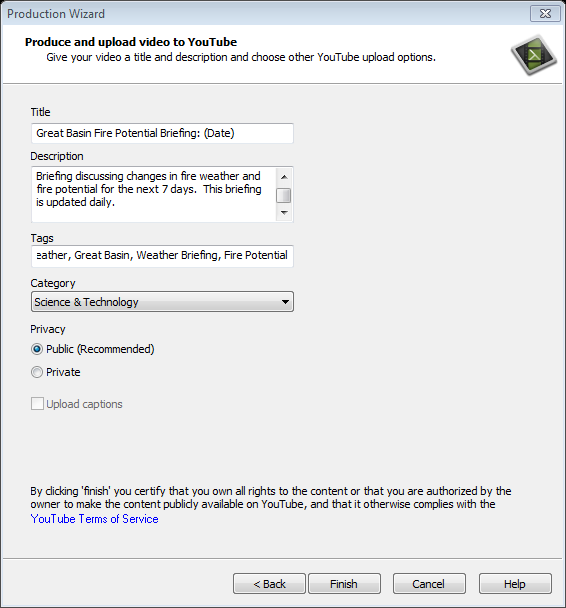 Production Wizard
Produce and upload video to YouTube
Give your video a title and description and choose other YouTube upload options.
Title
Great Basin Fire Potential Briefing: (Date)
Description
Briefing discussing changes in fire weather and
fire potential for the next 7 days.  This briefing
is updated daily.
Tags
eather, Great Basin, Weather Briefing, Fire Potential
Category
Science & Technology
Privacy
Public (Recommended)
Private
Upload captions
By clicking 'finish' you certify that you own all rights to the content or that you are authorized by the
owner to make the content publicly available on YouTube, and that it otherwise complies with the
YouTube Terms of Service
< Back
Finish
Cancel
Help